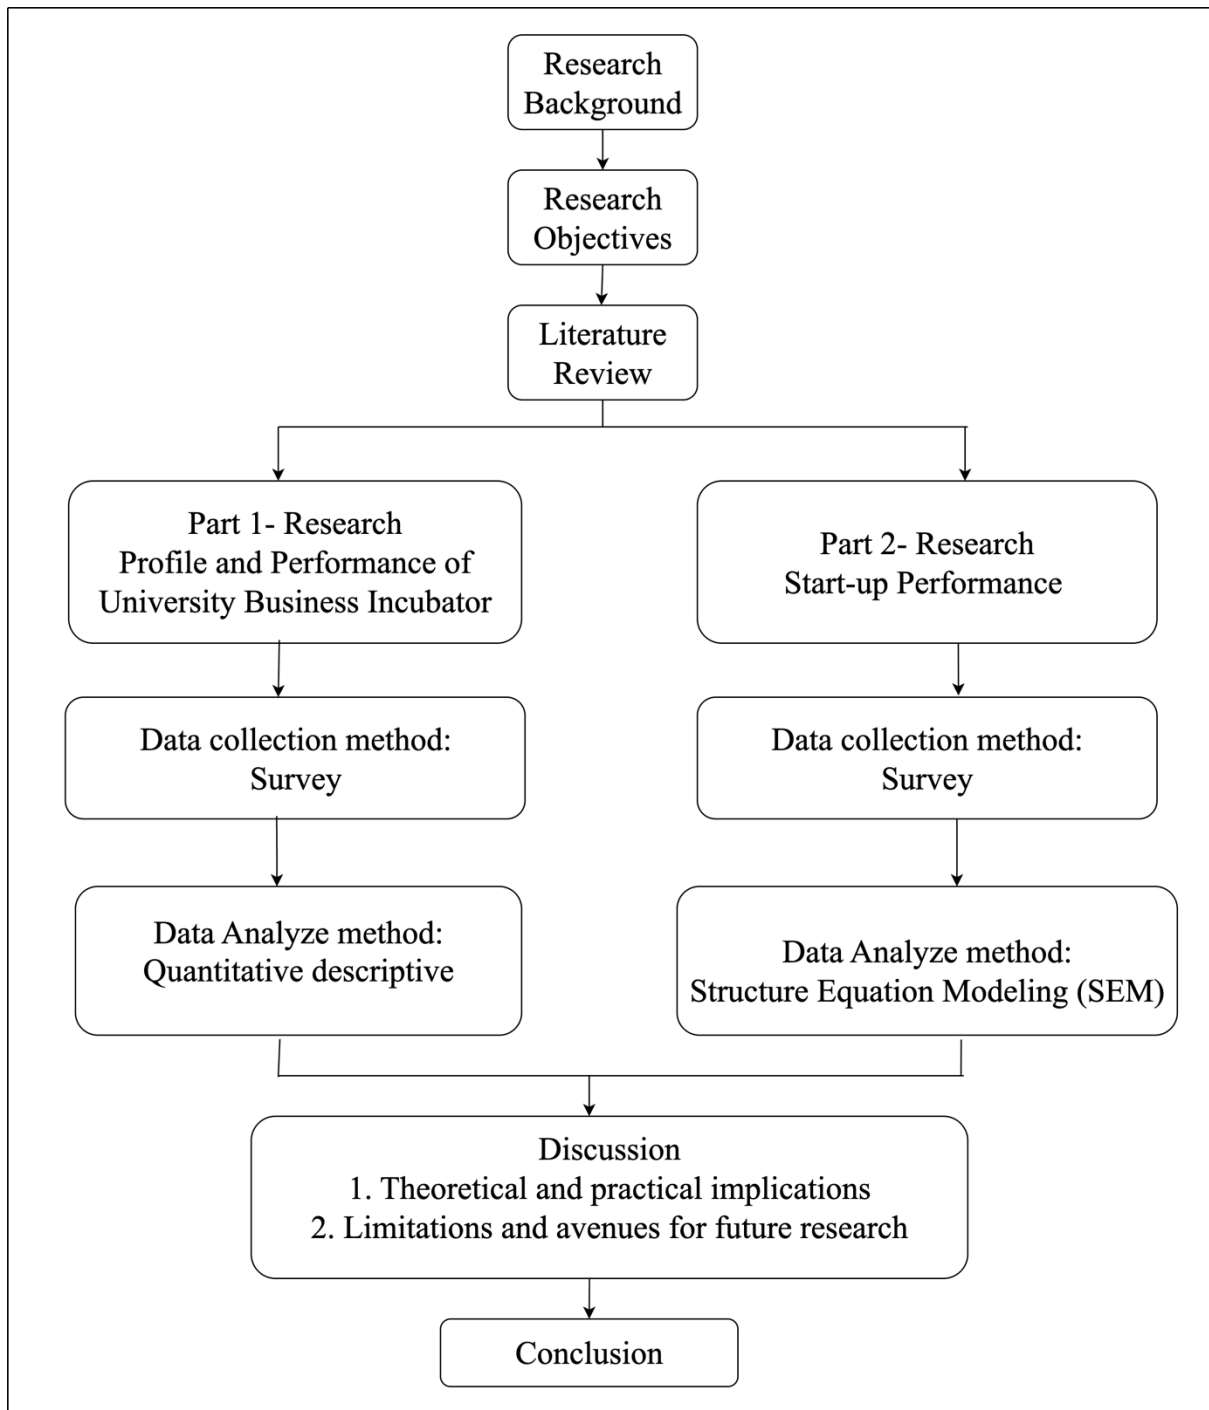 Research
Background
Research
Objectives
Literature
Review
Part 1- Research
Profile and Performance of
University Business Incubator
Part 2- Research
Start-up Performance
Data collection method:
Survey
Data collection method:
Survey
Data Analyze method:
Quantitative descriptive
Data Analyze method:
Structure Equation Modeling (SEM)
Discussion
1. Theoretical and practical implications
2. Limitations and avenues for future research
Conclusion